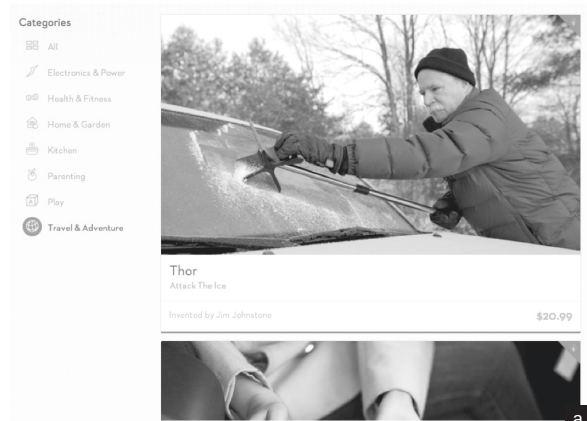 Categories
All
Electronics & Power
Health & Fitness
Home & Garden
Kitchen
Parenting
Play
Travel & Adventure
Thor
Attack The Ice
Invented by Jim Johnstone
$20.99
a